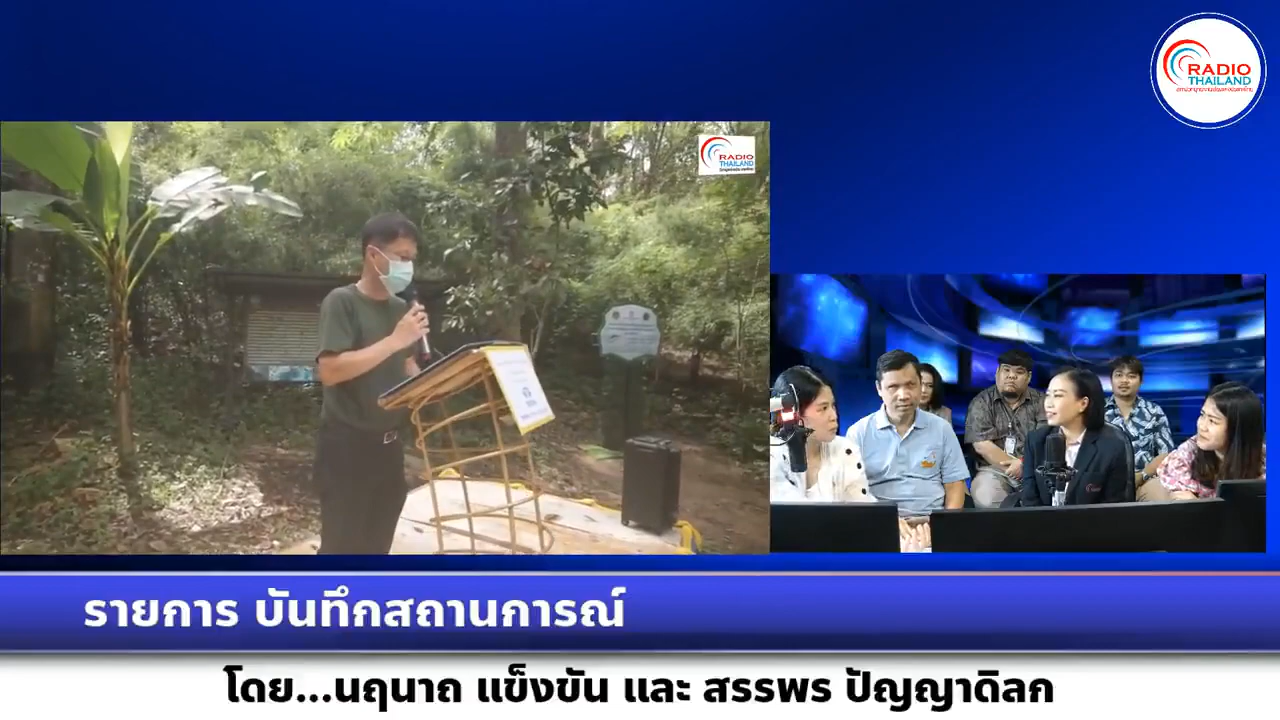 RADIO
THAILAND
RADIO
THAILAND
รายการ บันทึกสถานการณ์
โดย...นฤนาถ แข็งขัน และ สรรพร ปัญญาดิลก